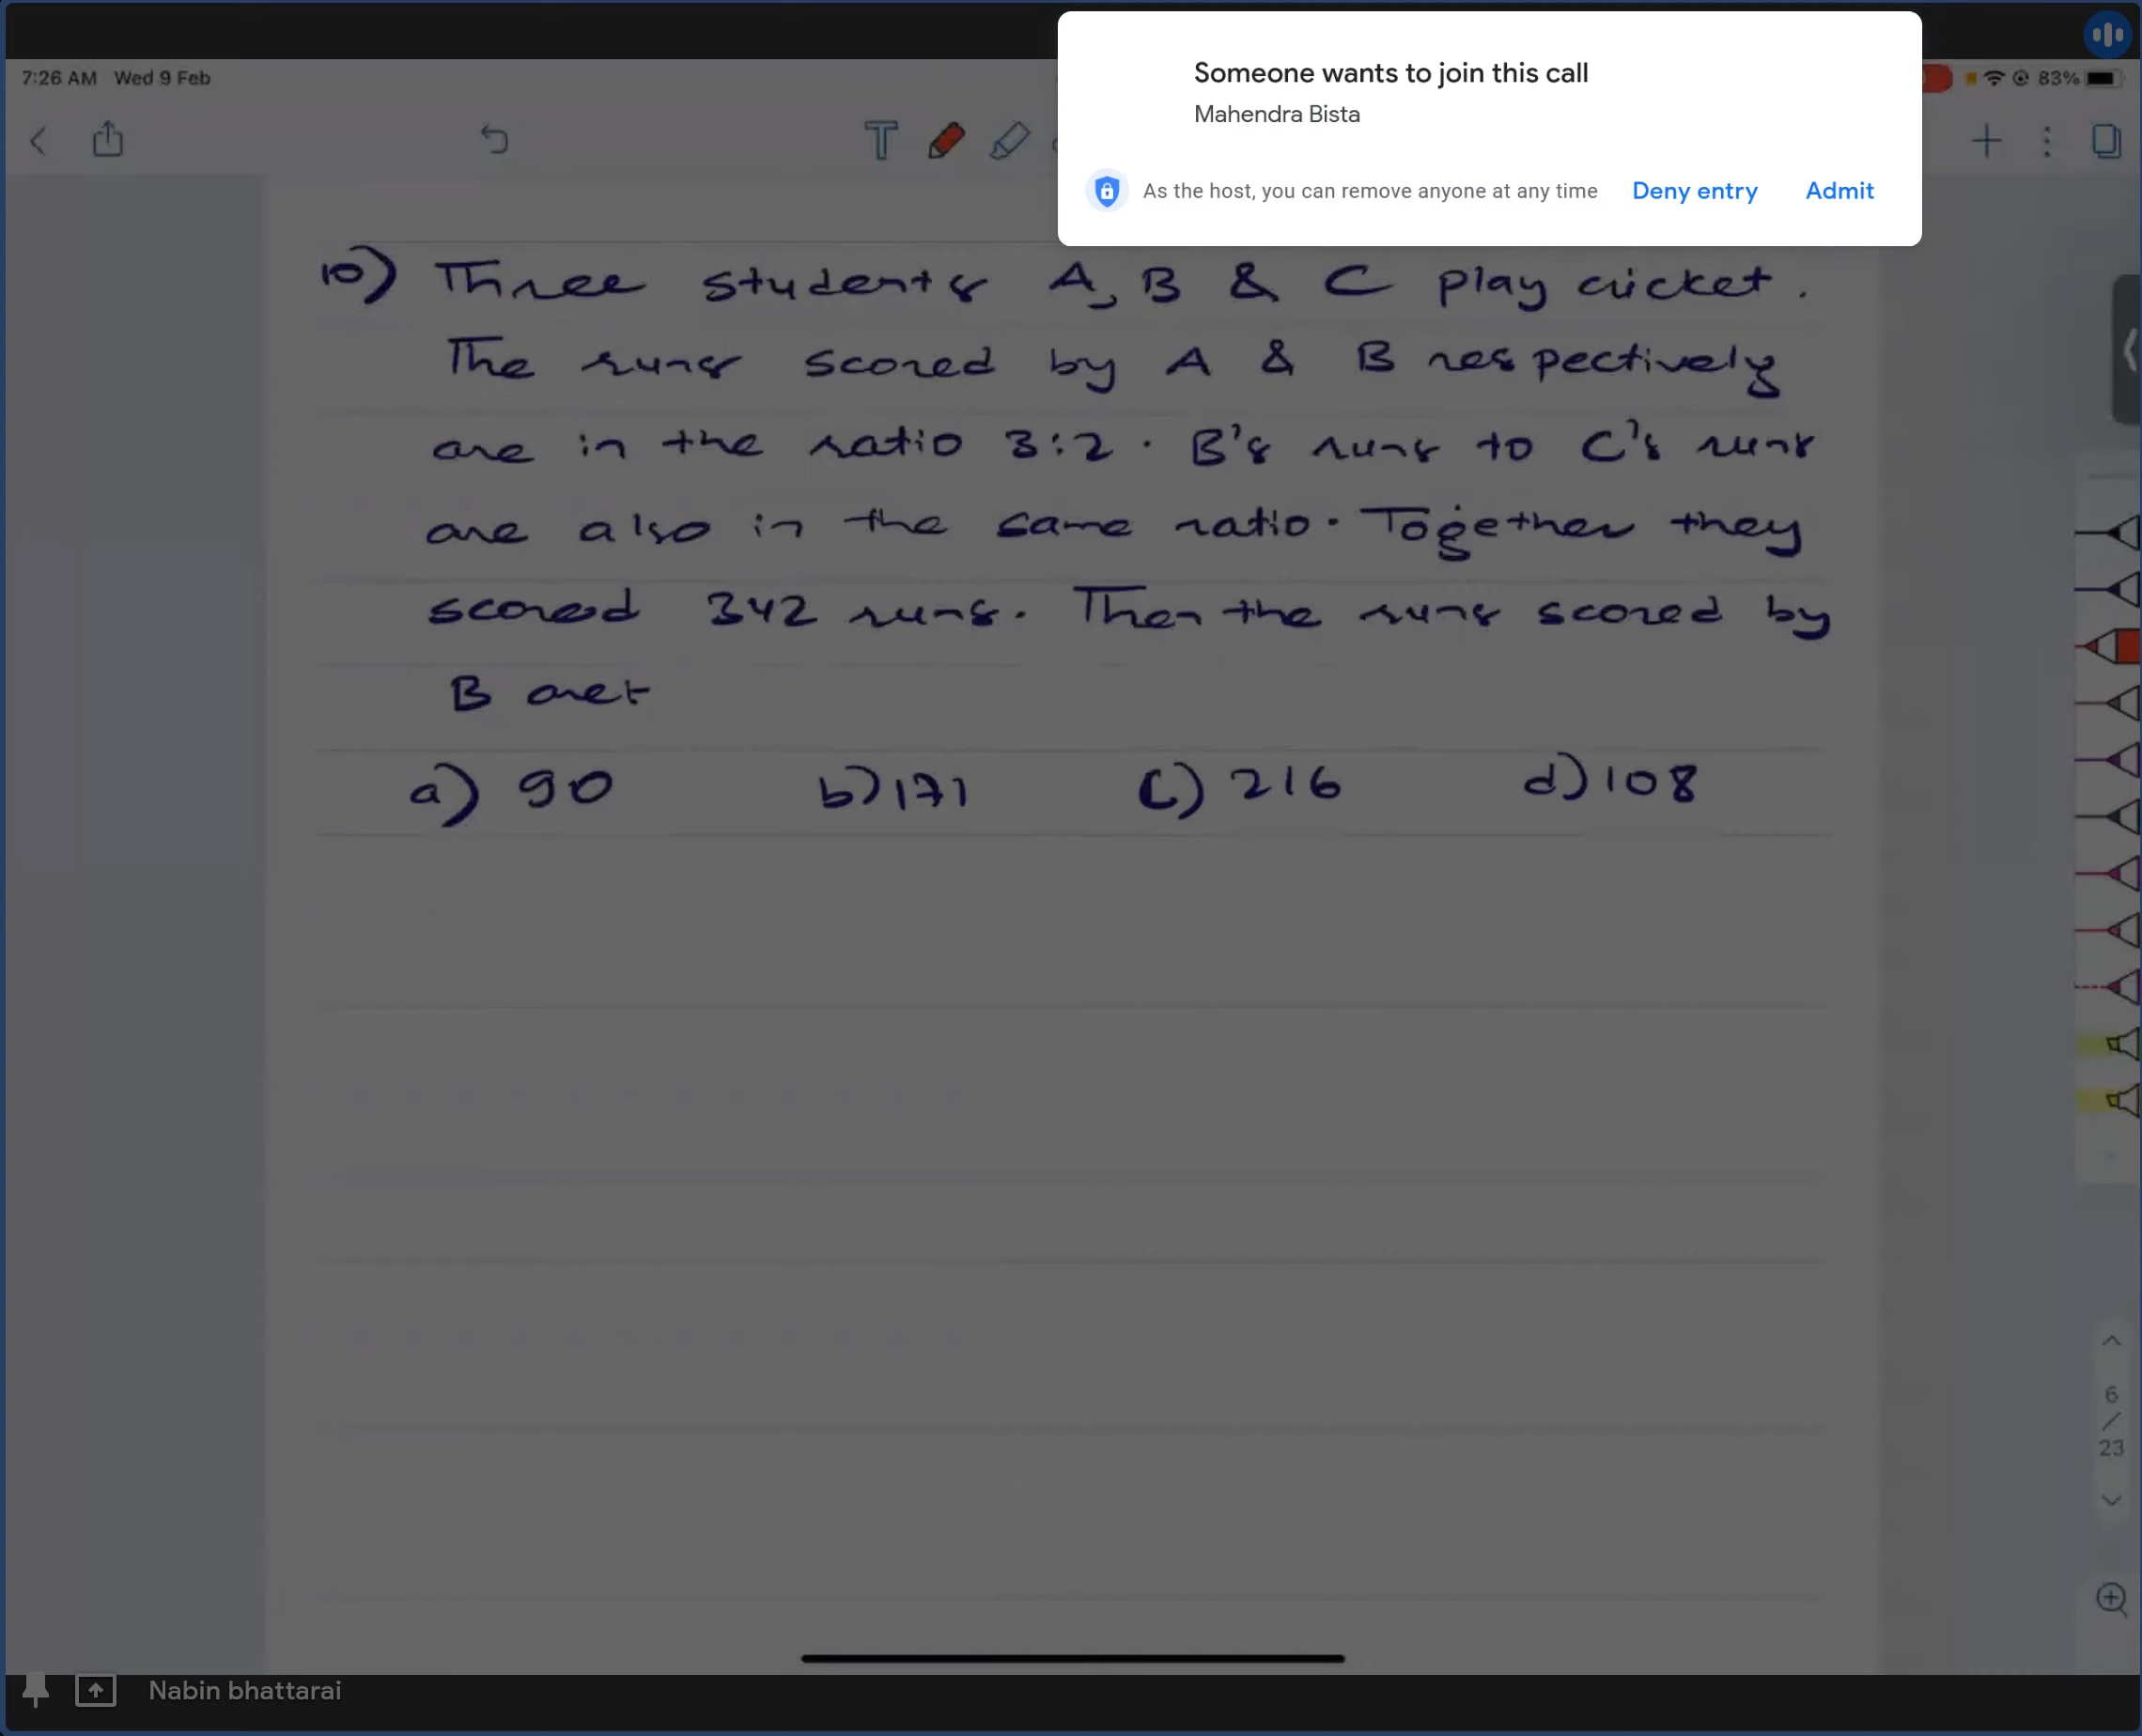 Someone wants to join this call
Mahendra Bista
7:26 AM Wed 9 Feb
83%
T
As the host, you can remove anyone at any time Deny entry Admit
10) Three students A, B & C play cricket.
The runs scored by A & B respectively
are in the ratio 3:2. B's runs to C's runs
are also in the same ratio. Together they
scored 342 runs. Then the runs scored by
B are
a) 90 b) 171 c) 216 d) 108
6
/
23
Nabin bhattarai